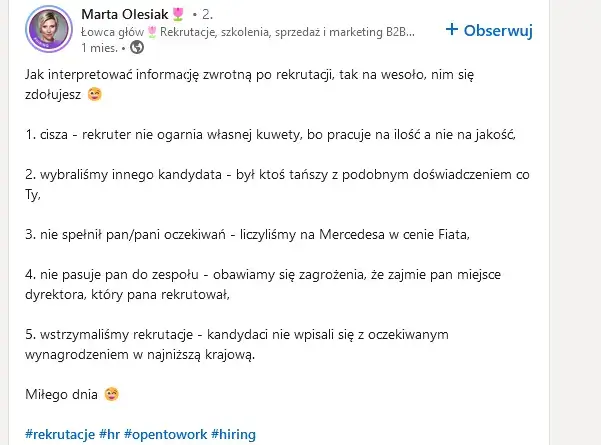 Marta Olesiak🌷 • 2.
Łowca głów🌷Rekrutacje, szkolenia, sprzedaż i marketing B2B...
1 mies. •
+ Obserwuj
Jak interpretować informację zwrotną po rekrutacji, tak na wesoło, nim się
zdołujesz 😉
1. cisza - rekruter nie ogarnia własnej kuwety, bo pracuje na ilość a nie na jakość,
2. wybraliśmy innego kandydata - był ktoś tańszy z podobnym doświadczeniem co
Ty,
3. nie spełnił pan/pani oczekiwań - liczyliśmy na Mercedesa w cenie Fiata,
4. nie pasuje pan do zespołu - obawiamy się zagrożenia, że zajmie pan miejsce
dyrektora, który pana rekrutował,
5. wstrzymaliśmy rekrutacje - kandydaci nie wpisali się z oczekiwanym
wynagrodzeniem w najniższą krajową.
Miłego dnia 😉
#rekrutacje #hr #opentowork #hiring